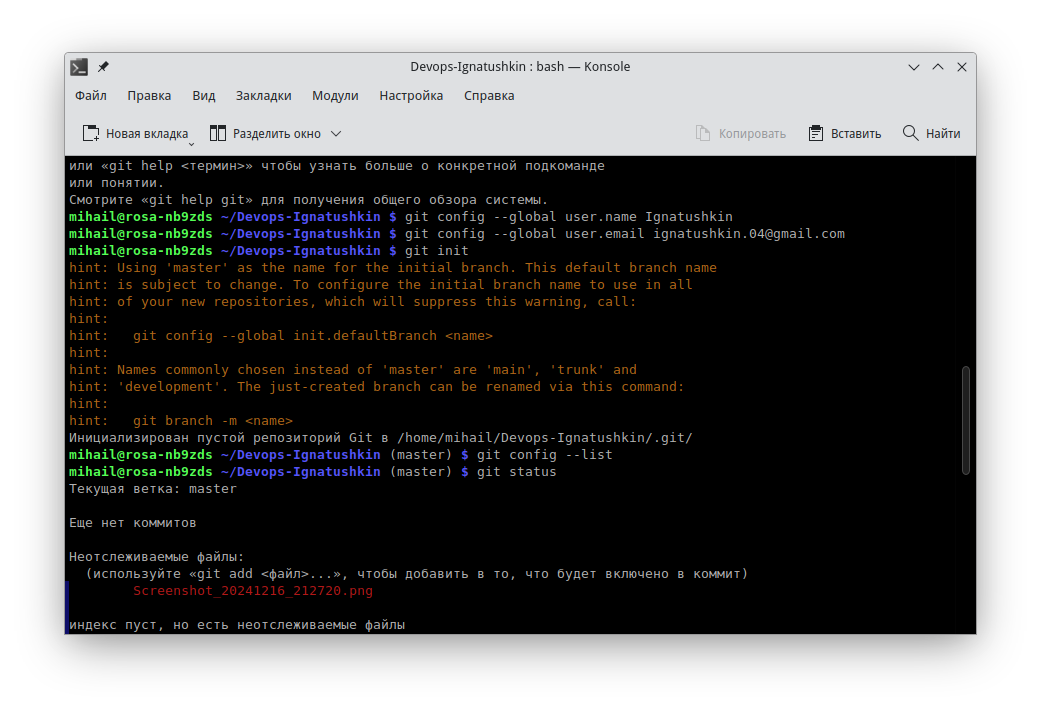 Devops-Ignatushkin : bash — Konsole
Файл Правка Вид Закладки Модули Настройка Справка
Новая вкладка Разделить окно Копировать Вставить Найти
или «git help <термин>» чтобы узнать больше о конкретной подкоманде
или понятии.
Смотрите «git help git» для получения общего обзора системы.
mihail@rosa-nb9zds ~/Devops-Ignatushkin $ git config --global user.name Ignatushkin
mihail@rosa-nb9zds ~/Devops-Ignatushkin $ git config --global user.email ignatushkin.04@gmail.com
mihail@rosa-nb9zds ~/Devops-Ignatushkin $ git init
hint: Using 'master' as the name for the initial branch. This default branch name
hint: is subject to change. To configure the initial branch name to use in all
hint: of your new repositories, which will suppress this warning, call:
hint:
hint:   git config --global init.defaultBranch <name>
hint:
hint: Names commonly chosen instead of 'master' are 'main', 'trunk' and
hint: 'development'. The just-created branch can be renamed via this command:
hint:
hint:   git branch -m <name>
Инициализирован пустой репозиторий Git в /home/mihail/Devops-Ignatushkin/.git/
mihail@rosa-nb9zds ~/Devops-Ignatushkin (master) $ git config --list
mihail@rosa-nb9zds ~/Devops-Ignatushkin (master) $ git status
Текущая ветка: master
Еще нет коммитов
Неотслеживаемые файлы:
  (используйте «git add <файл>...», чтобы добавить в то, что будет включено в коммит)
        Screenshot_20241216_212720.png
индекс пуст, но есть неотслеживаемые файлы